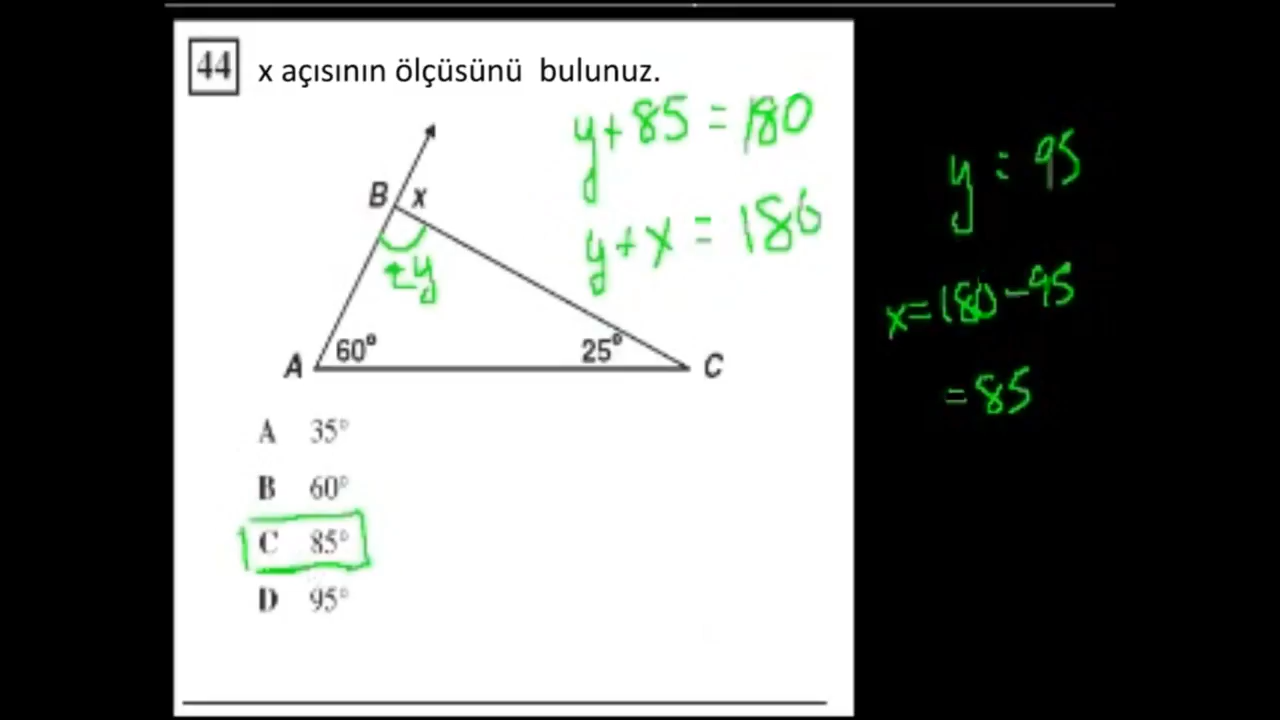 44 x açısının ölçüsünü bulunuz.
y + 85 = 180
y + x = 180
y = 95
x = 180 - 95
= 85
B x
y
A 60° 25° C
A 35°
B 60°
C 85°
D 95°